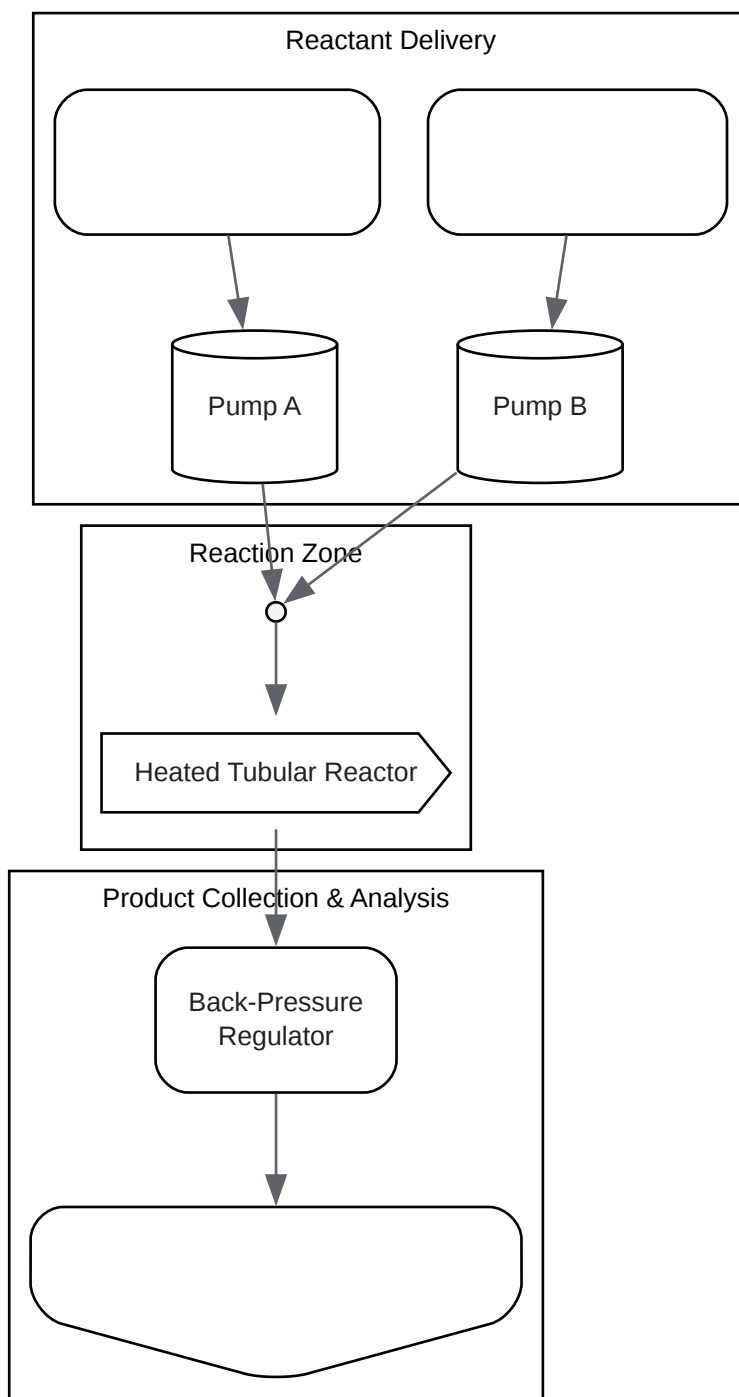 Reactant Delivery
Pump A
Pump B
Reaction Zone
Heated Tubular Reactor
Product Collection & Analysis
Back-Pressure
Regulator